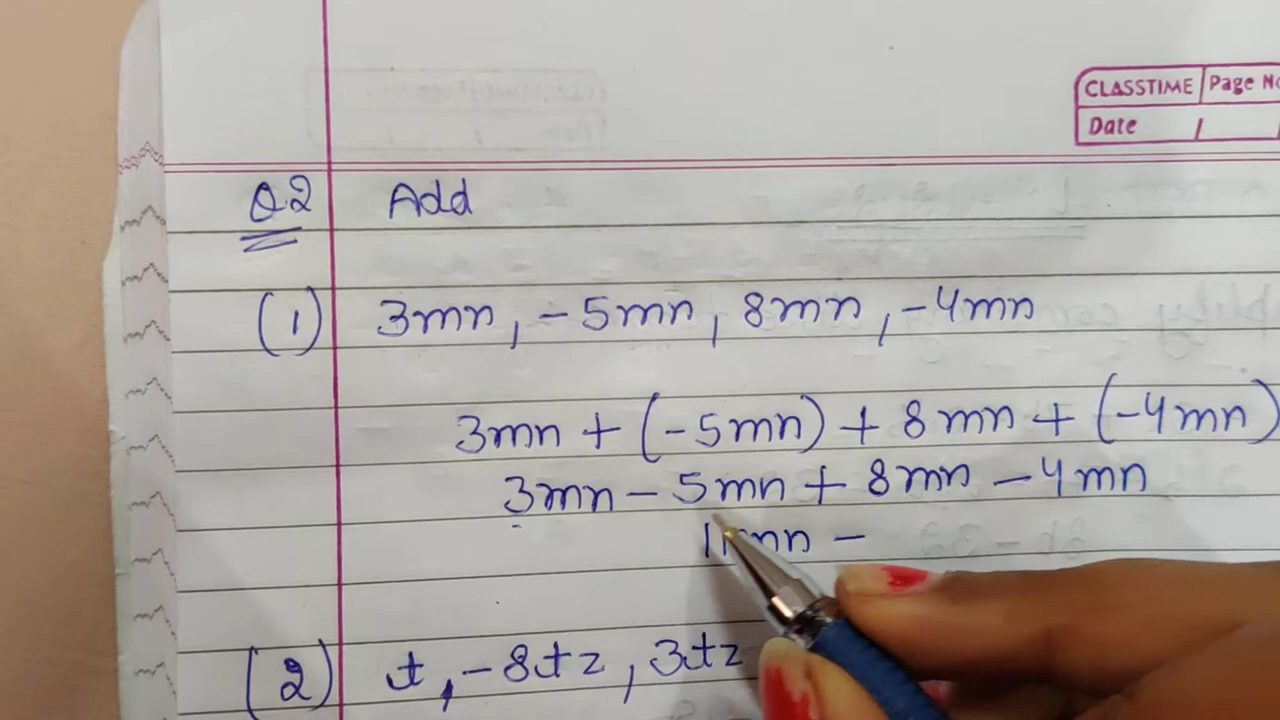 CLASSTIME Page No
Date / /
Q2 Add
(1) 3mn, -5mn, 8mn, -4mn
3mn + (-5mn) + 8mn + (-4mn)
3mn - 5mn + 8mn - 4mn
11mn -
(2) t, -8tz, 3tz